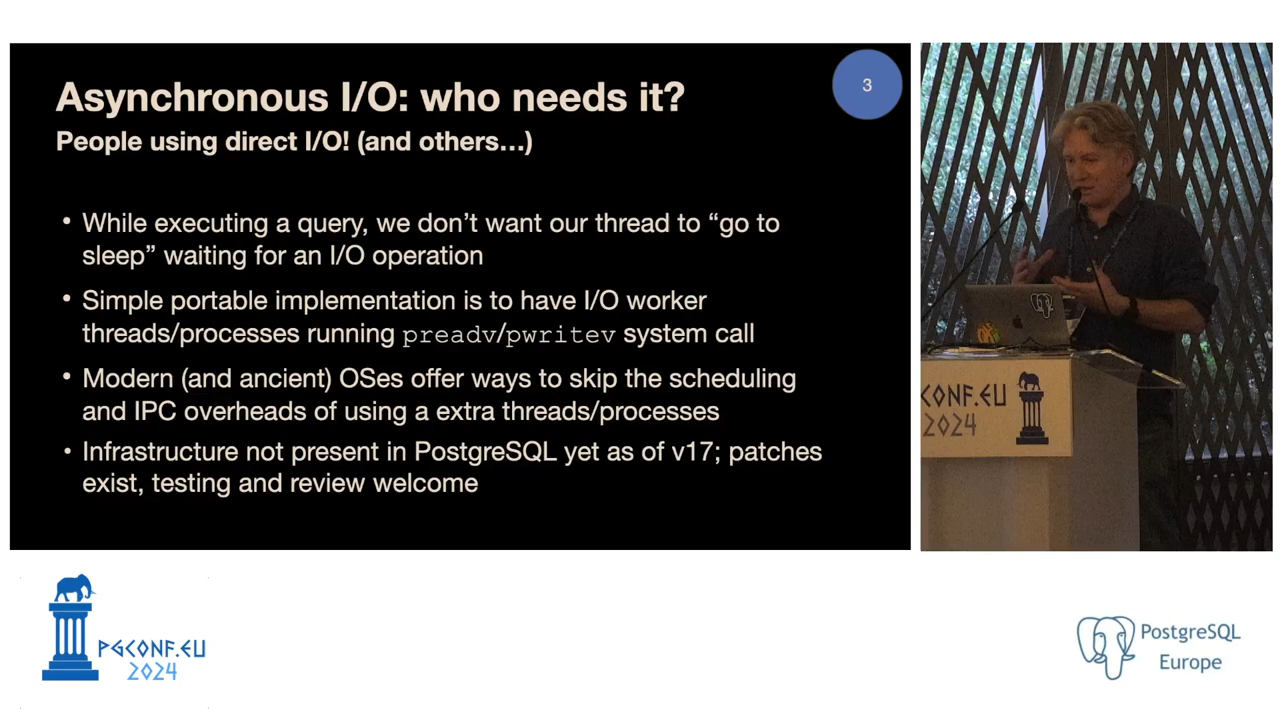 Asynchronous I/O: who needs it?
3
People using direct I/O! (and others…)
• While executing a query, we don’t want our thread to “go to
sleep” waiting for an I/O operation
• Simple portable implementation is to have I/O worker
threads/processes running preadv/pwritev system call
• Modern (and ancient) OSes offer ways to skip the scheduling
and IPC overheads of using a extra threads/processes
• Infrastructure not present in PostgreSQL yet as of v17; patches
exist, testing and review welcome
CONF.EU
2024
PGCONF.EU
2024
PostgreSQL
Europe